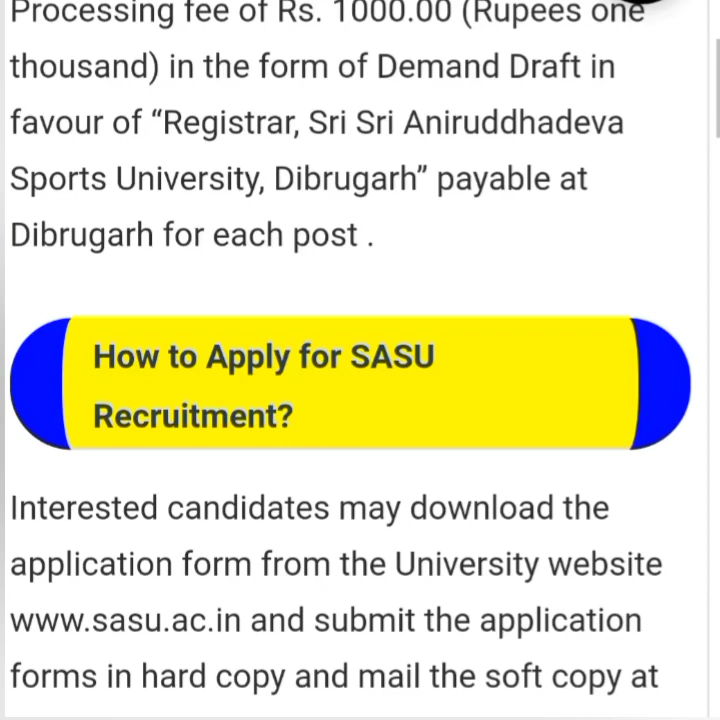 Processing fee of Rs. 1000.00 (Rupees one
thousand) in the form of Demand Draft in
favour of “Registrar, Sri Sri Aniruddhadeva
Sports University, Dibrugarh” payable at
Dibrugarh for each post .
How to Apply for SASU
Recruitment?
Interested candidates may download the
application form from the University website
www.sasu.ac.in and submit the application
forms in hard copy and mail the soft copy at